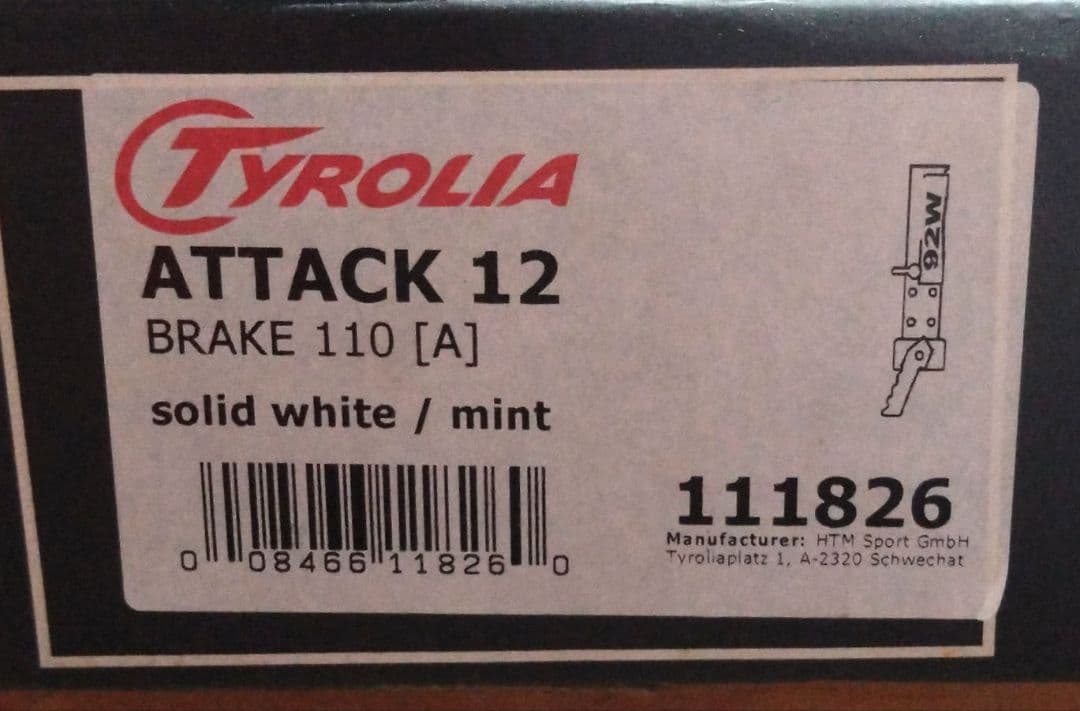 TYROLIA
ATTACK 12
BRAKE 110 [A]
solid white / mint
92W
0 08466 11826 0
111826
Manufacturer: HTM Sport GmbH
Tyroliaplatz 1, A-2320 Schwechat